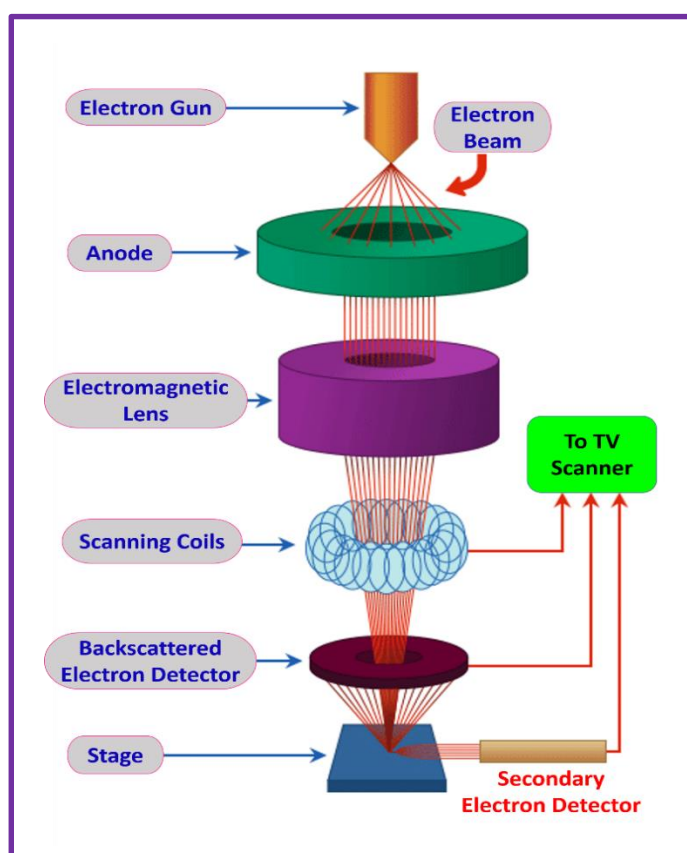 Electron Gun
Electron
Beam
Anode
Electromagnetic
Lens
To TV
Scanner
Scanning Coils
Backscattered
Electron Detector
Stage
Secondary
Electron Detector